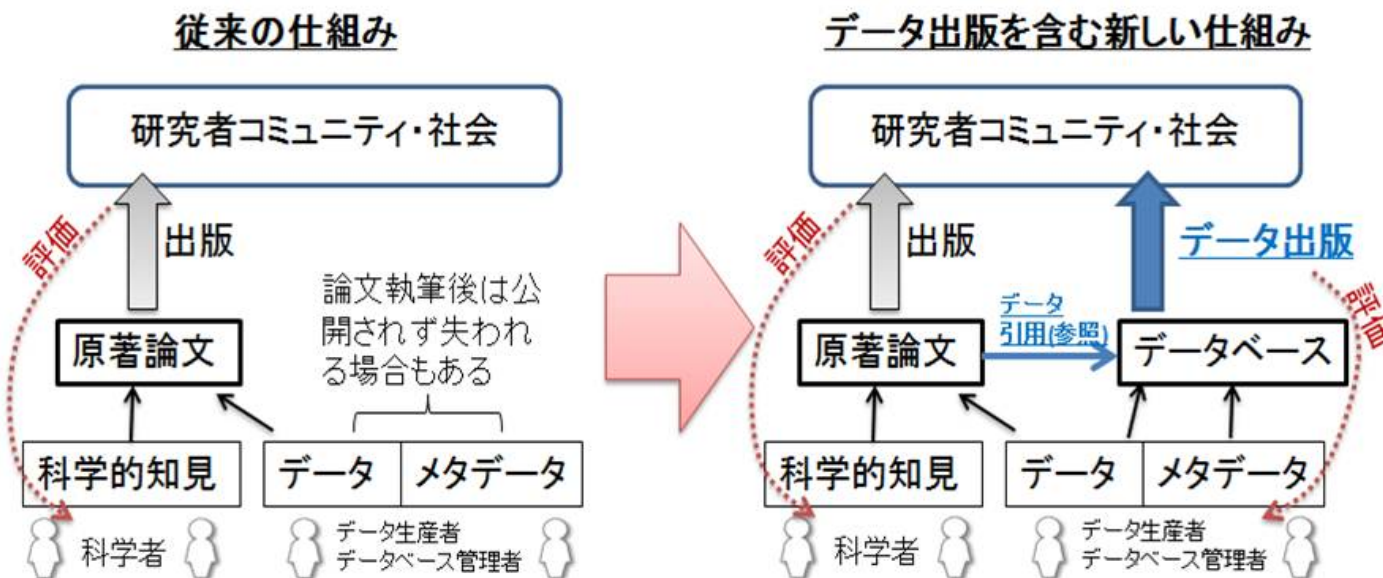 従来の仕組み
研究者コミュニティ・社会
評価
出版
論文執筆後は公
開されず失われ
る場合もある
原著論文
科学的知見
データ
メタデータ
科学者
データ生産者
データベース管理者
データ出版を含む新しい仕組み
研究者コミュニティ・社会
評価
出版
データ出版
評価
データ
引用(参照)
原著論文
データベース
科学的知見
データ
メタデータ
科学者
データ生産者
データベース管理者